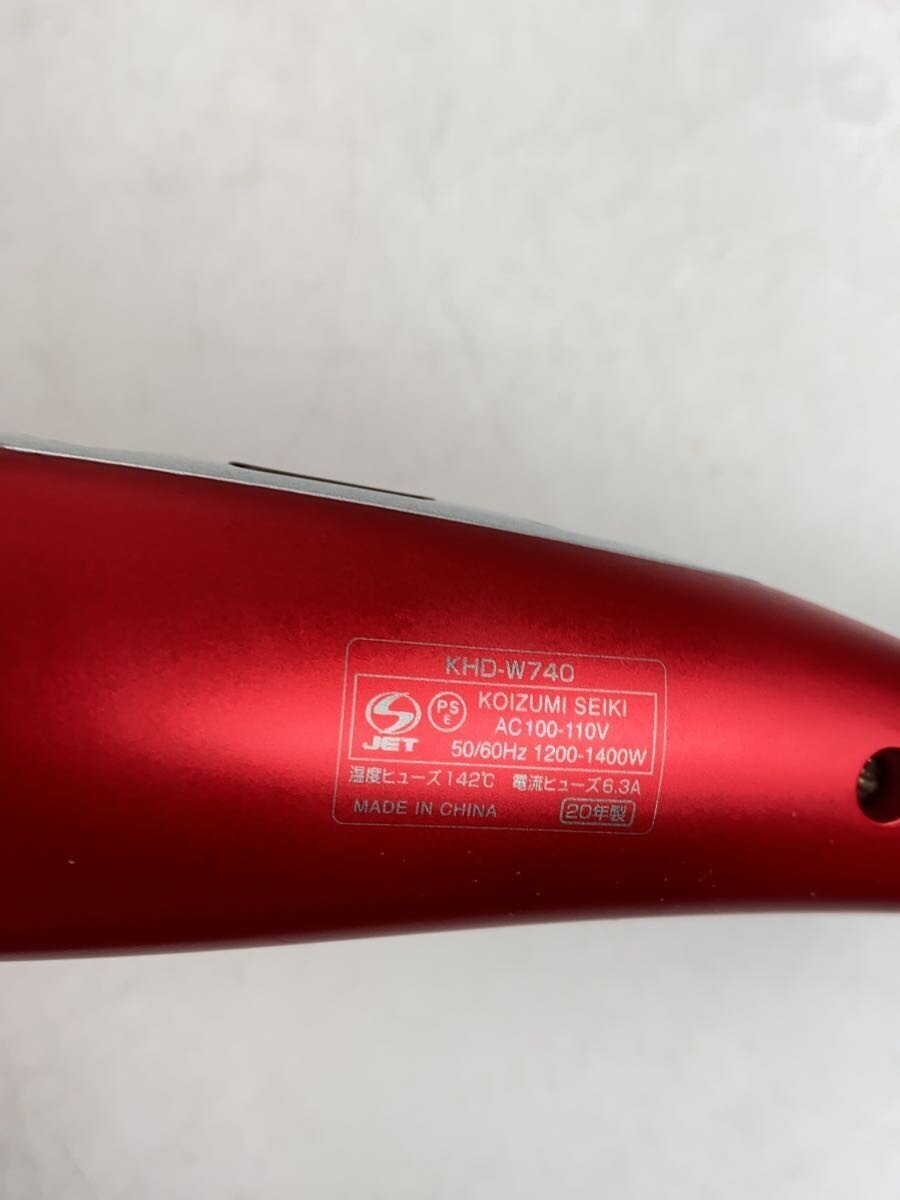 KHD-W740
JET
PS
E
KOIZUMI SEIKI
AC100-110V
50/60Hz 1200-1400W
温度ヒューズ142℃ 電流ヒューズ6.3A
MADE IN CHINA 20年製